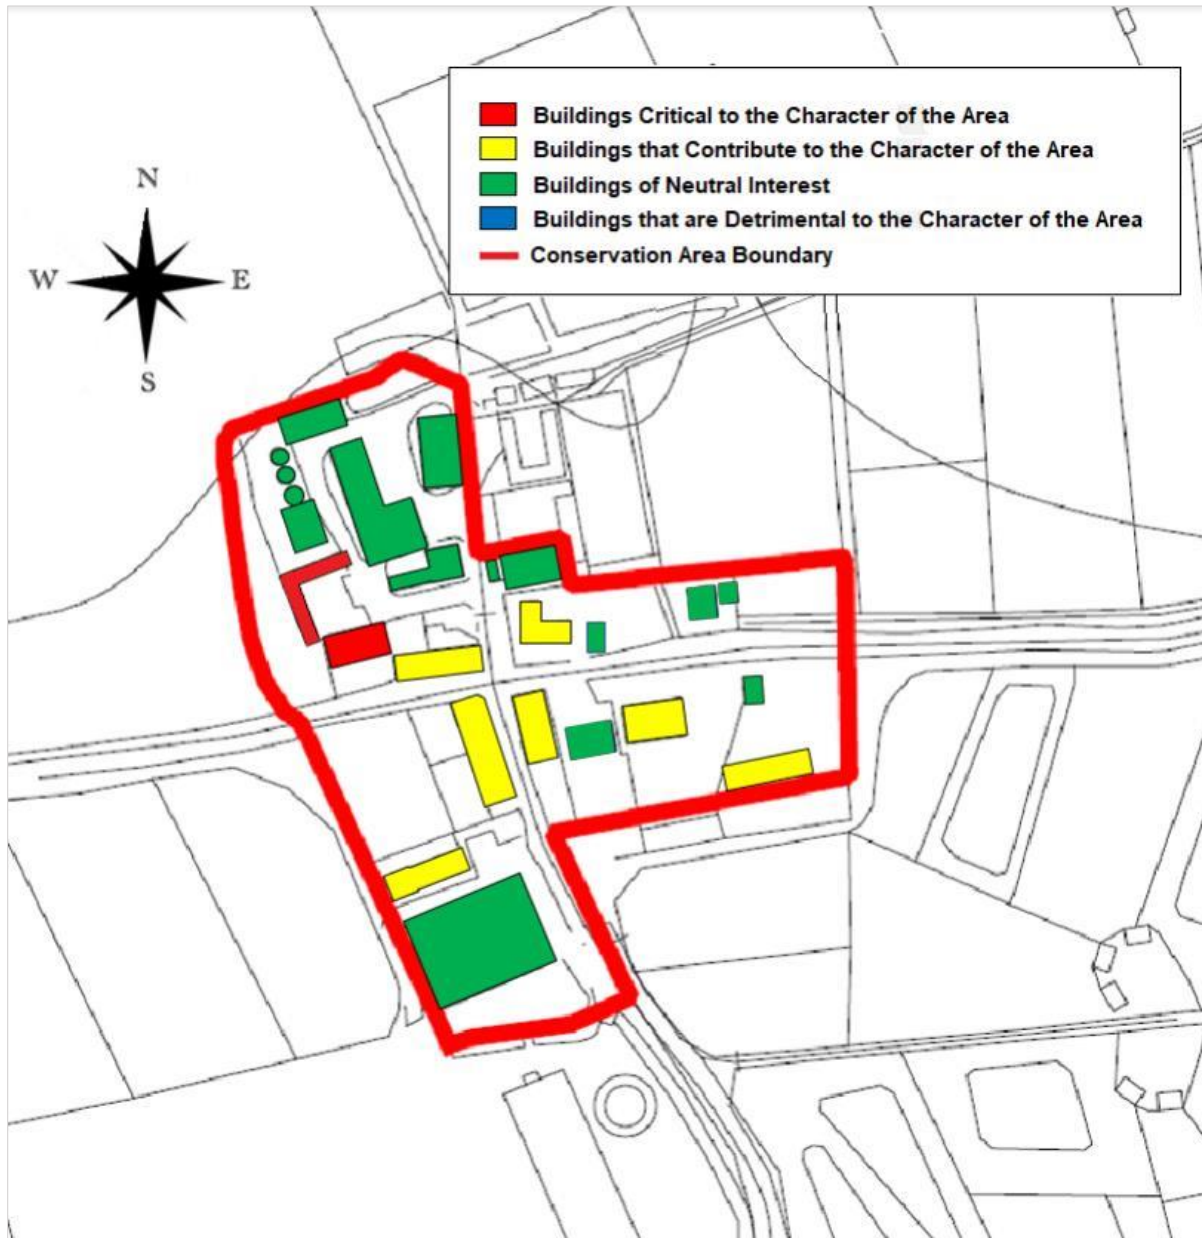 Buildings Critical to the Character of the Area
Buildings that Contribute to the Character of the Area
Buildings of Neutral Interest
Buildings that are Detrimental to the Character of the Area
Conservation Area Boundary
N
W E
S